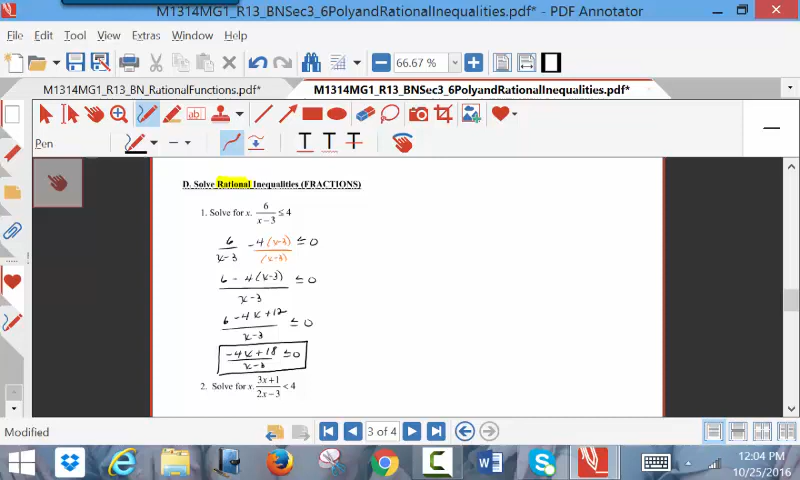 M1314MG1_R13_BNSec3_6PolyandRationalInequalities.pdf* - PDF Annotator
File Edit Tool View Extras Window Help
66.67 %
M1314MG1_R13_BN_RationalFunctions.pdf* M1314MG1_R13_BNSec3_6PolyandRationalInequalities.pdf*
ab|
Pen T T T
D. Solve Rational Inequalities (FRACTIONS)
1. Solve for x. 6/(x−3) ≤ 4
6/(x−3) −4(x−3)/(x−3) ≤ 0
(6 − 4(x−3))/(x−3) ≤ 0
(6 −4x+12)/(x−3) ≤ 0
(−4x+18)/(x−3) ≤ 0
2. Solve for x. (3x+1)/(2x−3) < 4
Modified 3 of 4
12:04 PM
10/25/2016